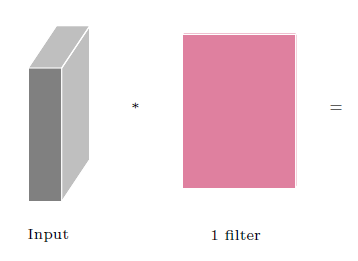 * =
Input 1 filter